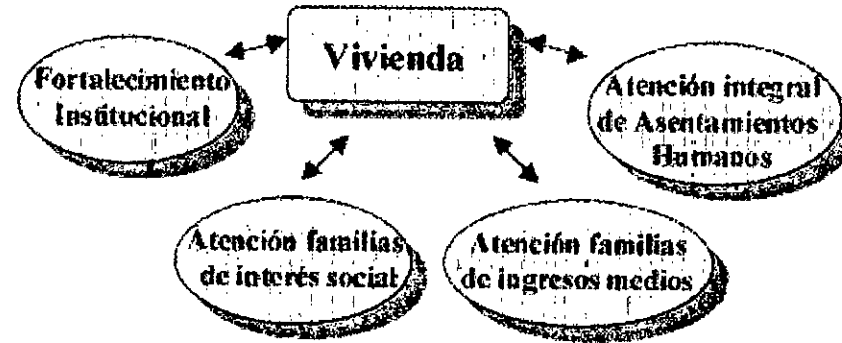 Vivienda
Fortalecimiento
Institucional
Atención integral
de Asentamientos
Humanos
Atención familias
de interés social
Atención familias
de ingresos medios